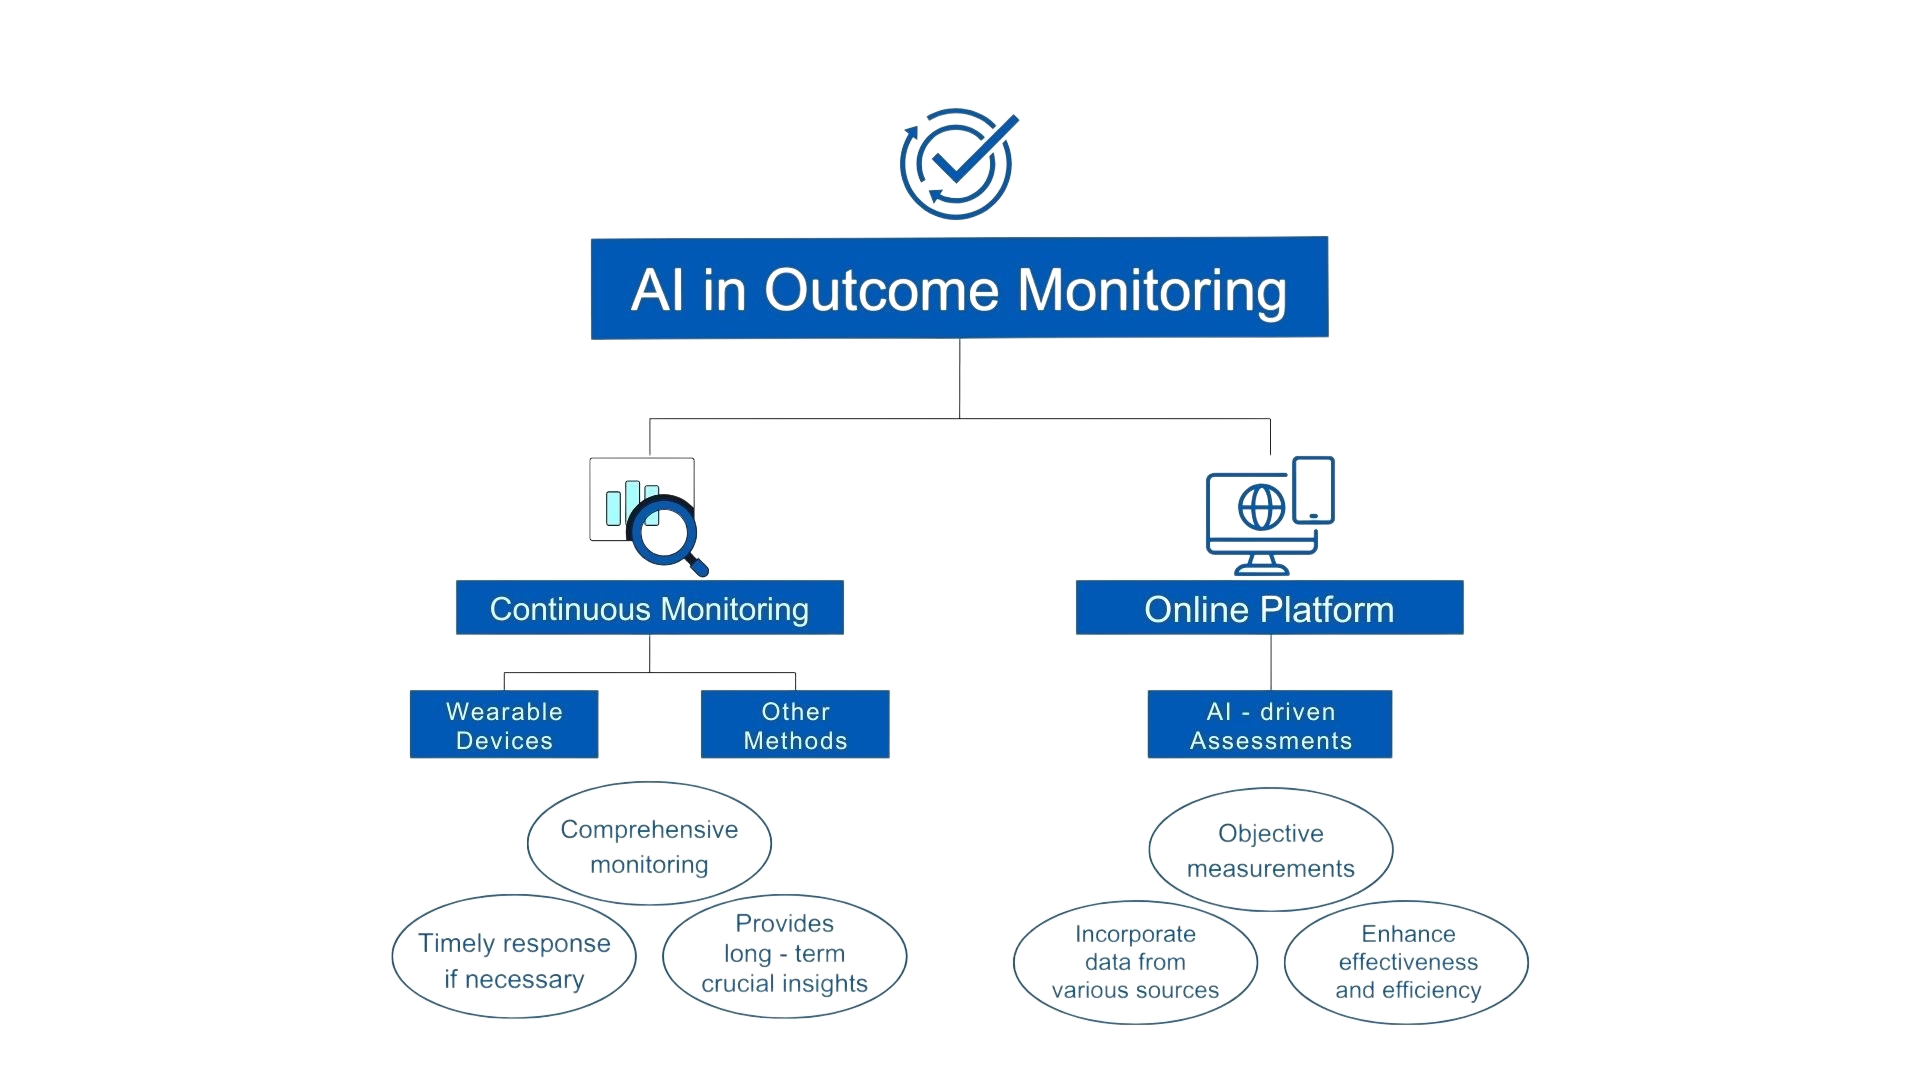 AI in Outcome Monitoring
Continuous Monitoring
Online Platform
Wearable
Devices
Other
Methods
AI - driven
Assessments
Comprehensive
monitoring
Timely response
if necessary
Provides
long - term
crucial insights
Objective
measurements
Incorporate
data from
various sources
Enhance
effectiveness
and efficiency